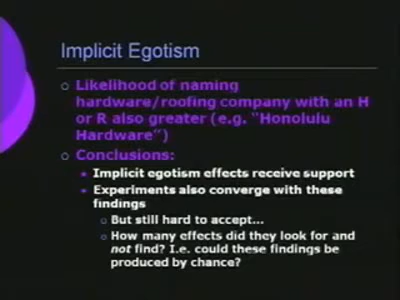 Implicit Egotism
Likelihood of naming
hardware/roofing company with an H
or R also greater (e.g. "Honolulu
Hardware")
Conclusions:
Implicit egotism effects receive support
Experiments also converge with these
findings
But still hard to accept...
How many effects did they look for and
not find? I.e. could these findings be
produced by chance?